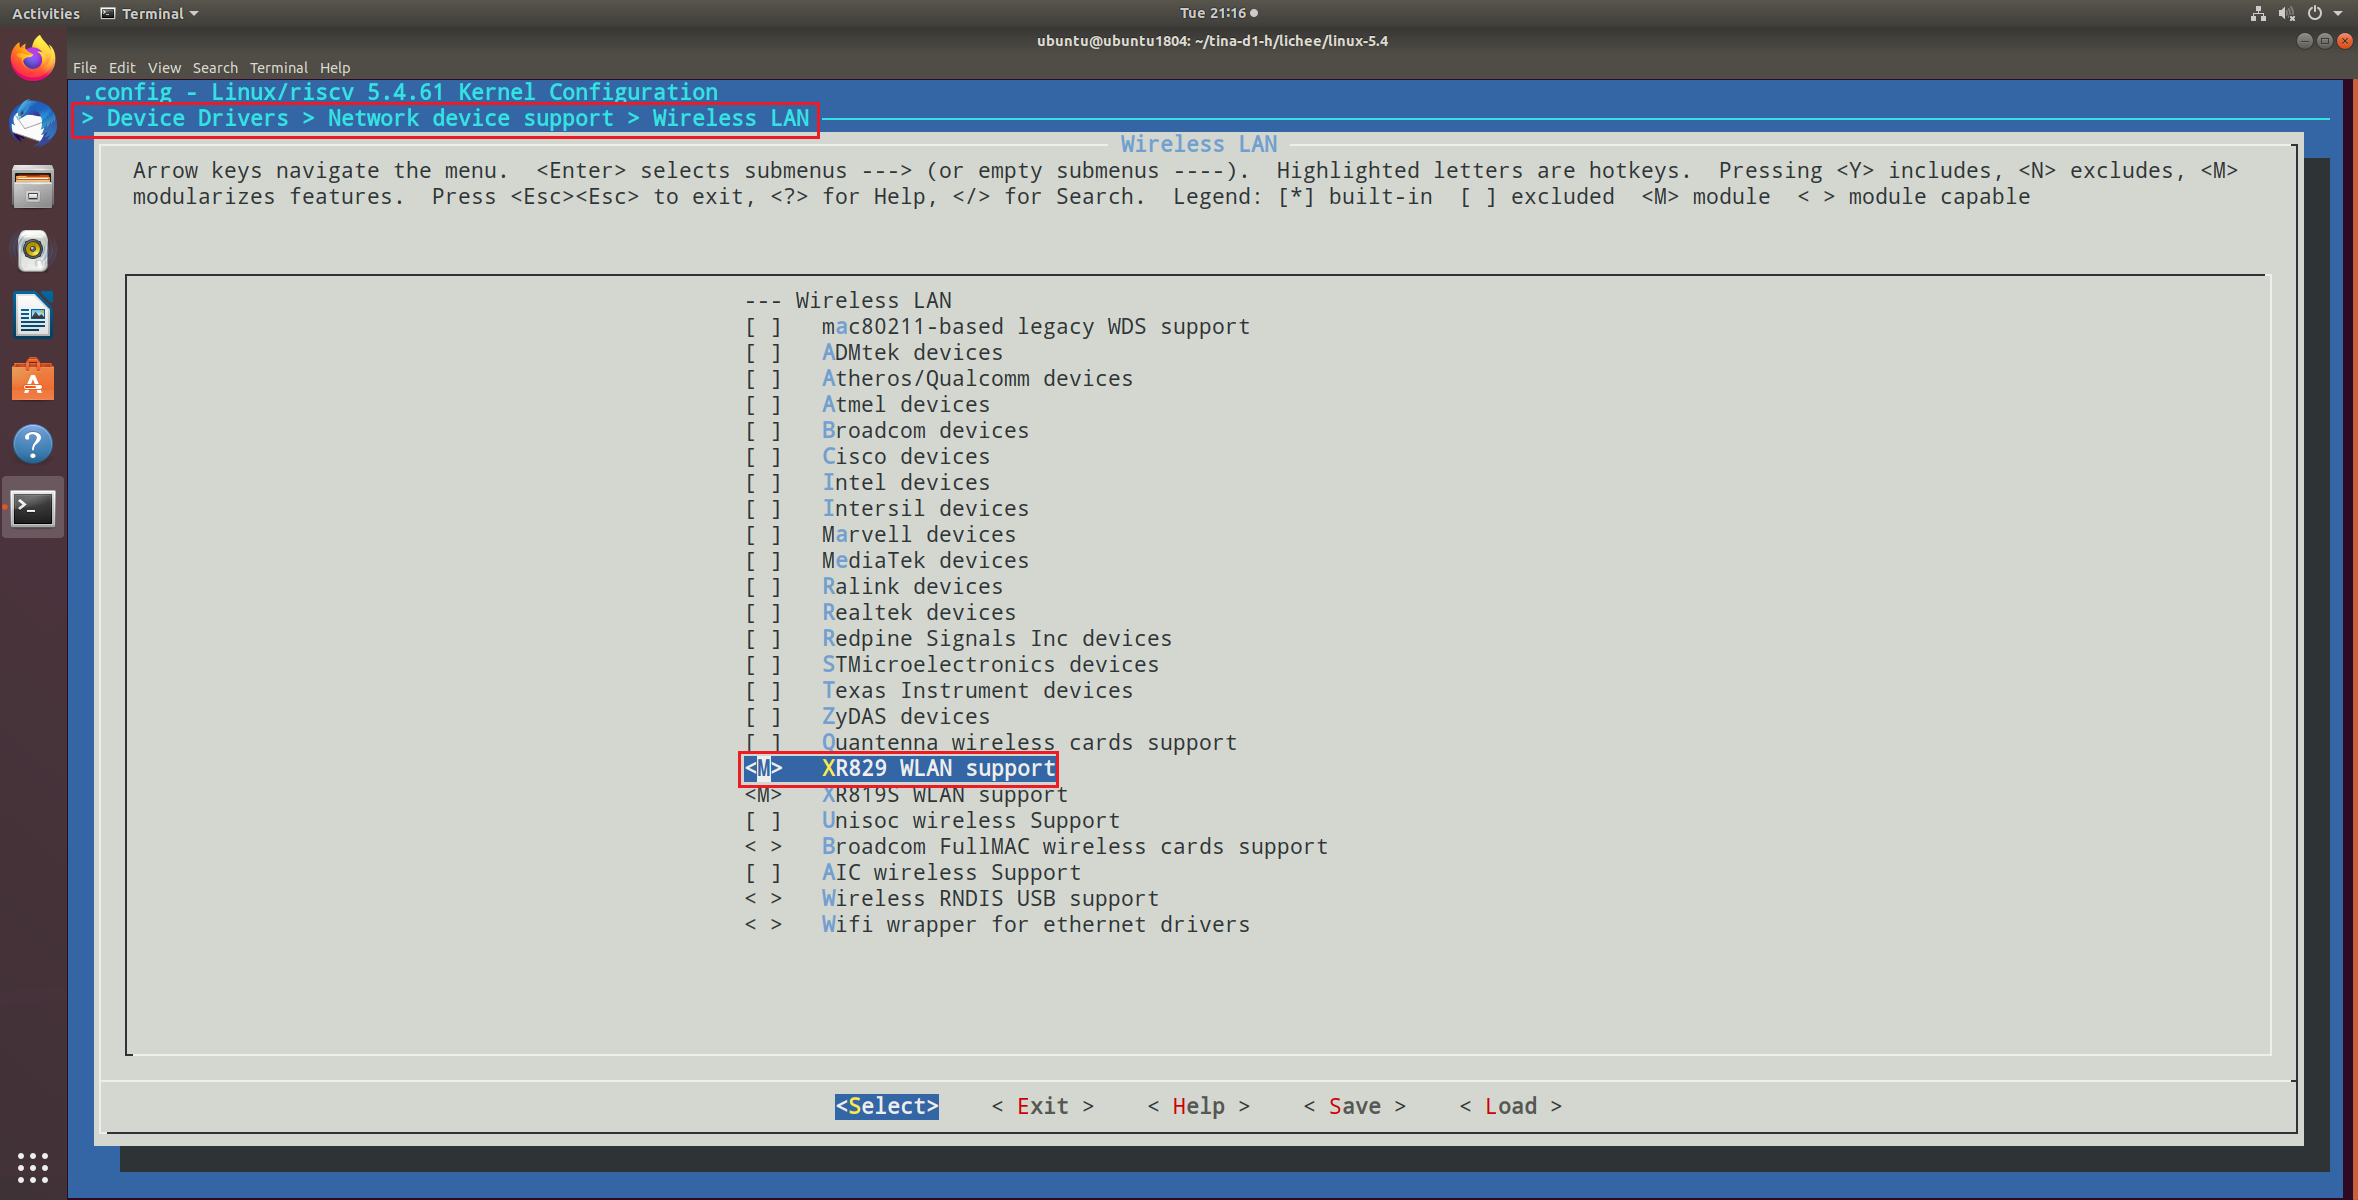 Activities Terminal Tue 21:16
ubuntu@ubuntu1804: ~/tina-d1-h/lichee/linux-5.4
File Edit View Search Terminal Help
.config - Linux/riscv 5.4.61 Kernel Configuration
> Device Drivers > Network device support > Wireless LAN
Wireless LAN
Arrow keys navigate the menu.  <Enter> selects submenus ---> (or empty submenus ----).  Highlighted letters are hotkeys.  Pressing <Y> includes, <N> excludes, <M>
modularizes features.  Press <Esc><Esc> to exit, <?> for Help, </> for Search.  Legend: [*] built-in  [ ] excluded  <M> module  < > module capable
--- Wireless LAN
[ ]   mac80211-based legacy WDS support
[ ]   ADMtek devices
[ ]   Atheros/Qualcomm devices
[ ]   Atmel devices
[ ]   Broadcom devices
[ ]   Cisco devices
[ ]   Intel devices
[ ]   Intersil devices
[ ]   Marvell devices
[ ]   MediaTek devices
[ ]   Ralink devices
[ ]   Realtek devices
[ ]   Redpine Signals Inc devices
[ ]   STMicroelectronics devices
[ ]   Texas Instrument devices
[ ]   ZyDAS devices
[ ]   Quantenna wireless cards support
<M>   XR829 WLAN support
<M>   XR819S WLAN support
[ ]   Unisoc wireless Support
< >   Broadcom FullMAC wireless cards support
[ ]   AIC wireless Support
< >   Wireless RNDIS USB support
< >   Wifi wrapper for ethernet drivers
<Select>    < Exit >    < Help >    < Save >    < Load >